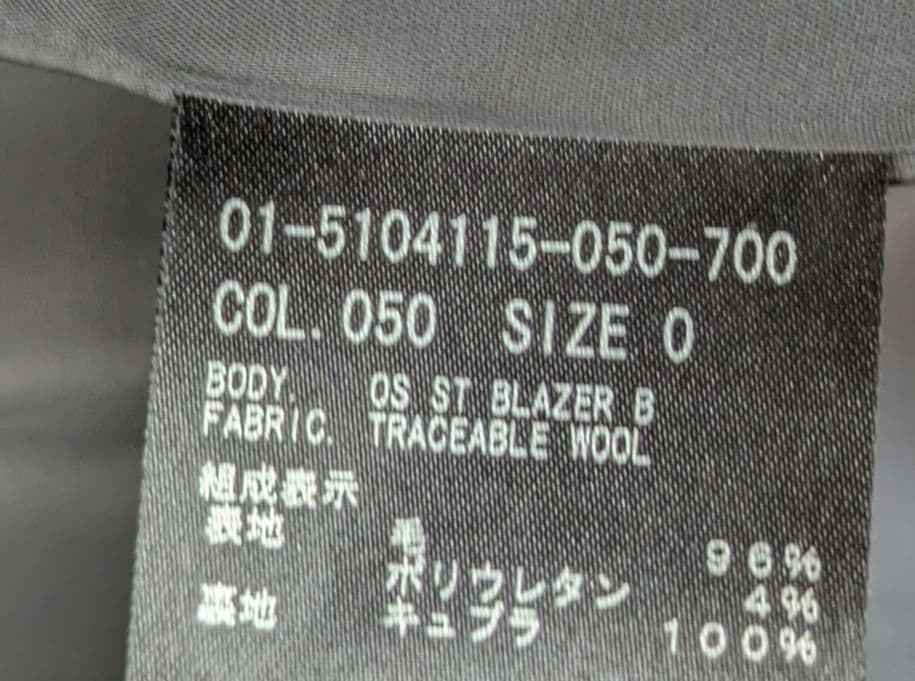 01-5104115-050-700
COL. 050 SIZE 0
BODY. OS ST BLAZER B
FABRIC. TRACEABLE WOOL
組成表示
表地 毛 96%
ポリウレタン 4%
裏地 キュプラ 100%